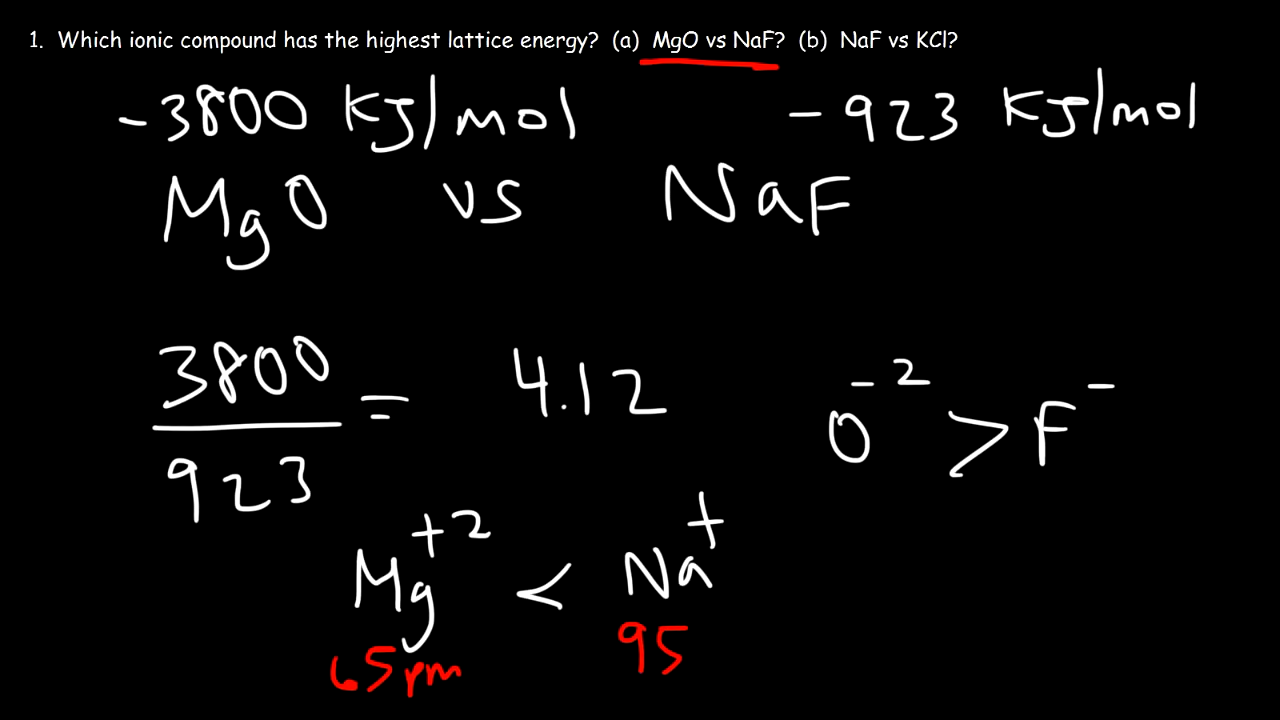 1. Which ionic compound has the highest lattice energy? (a) MgO vs NaF? (b) NaF vs KCl?
-3800 KJ/mol -923 KJ/mol
MgO vs NaF
3800/923 = 4.12
O⁻² > F⁻
Mg⁺² < Na⁺
65pm 95